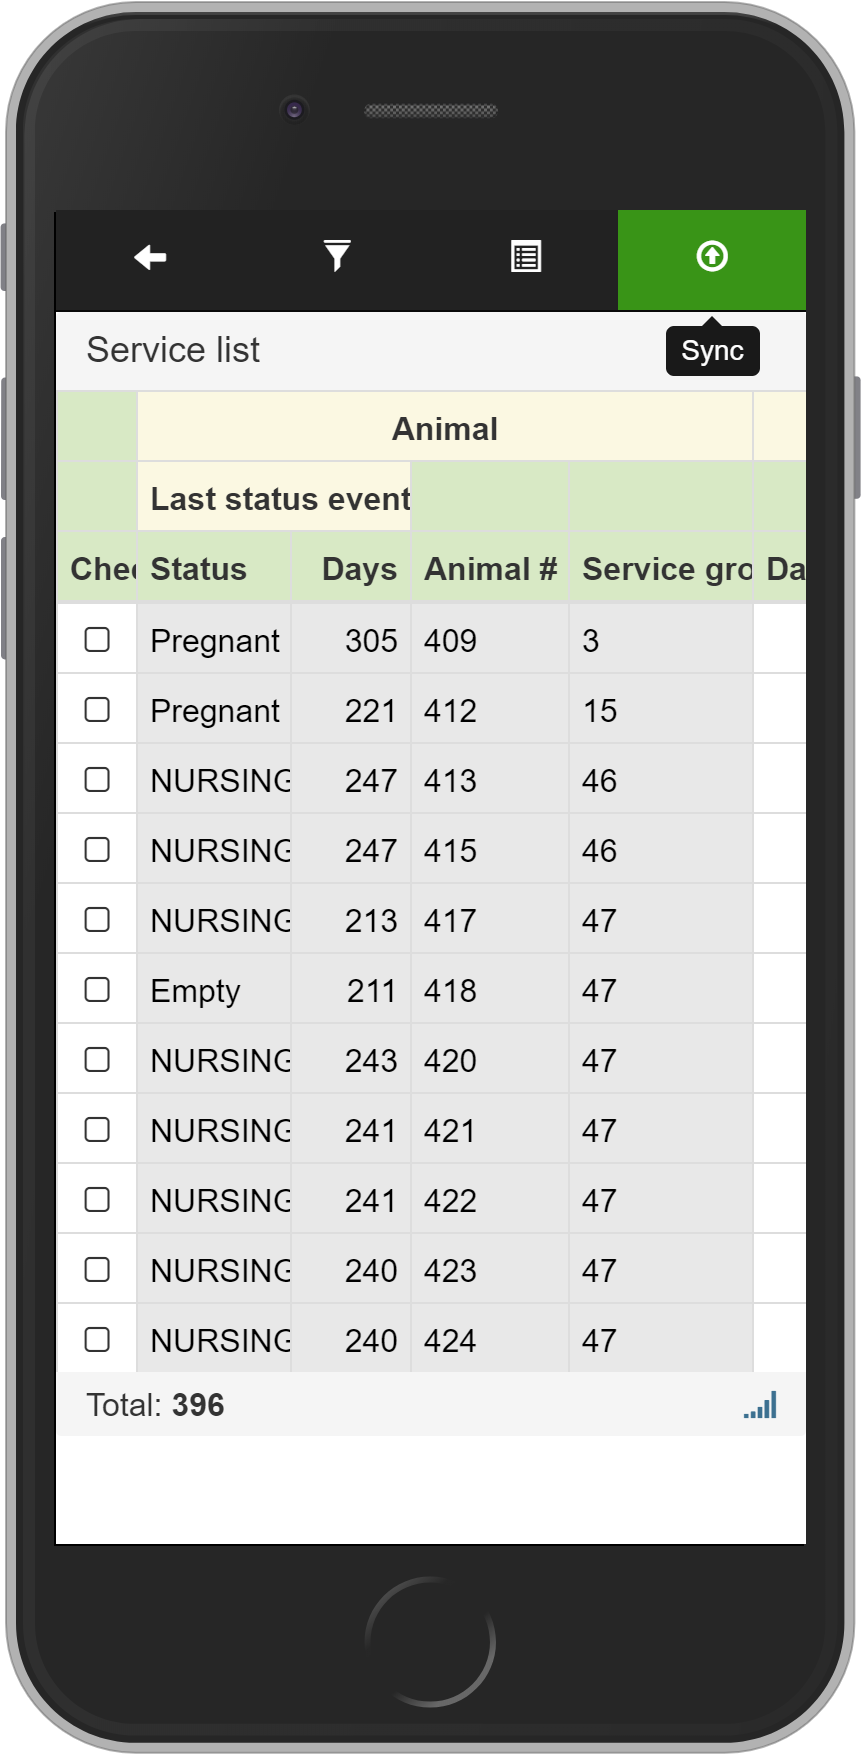 Service list
Sync
Animal
Last status event
Chec Status Days Animal # Service gro Da
Pregnant 305 409 3
Pregnant 221 412 15
NURSING 247 413 46
NURSING 247 415 46
NURSING 213 417 47
Empty 211 418 47
NURSING 243 420 47
NURSING 241 421 47
NURSING 241 422 47
NURSING 240 423 47
NURSING 240 424 47
Total: 396